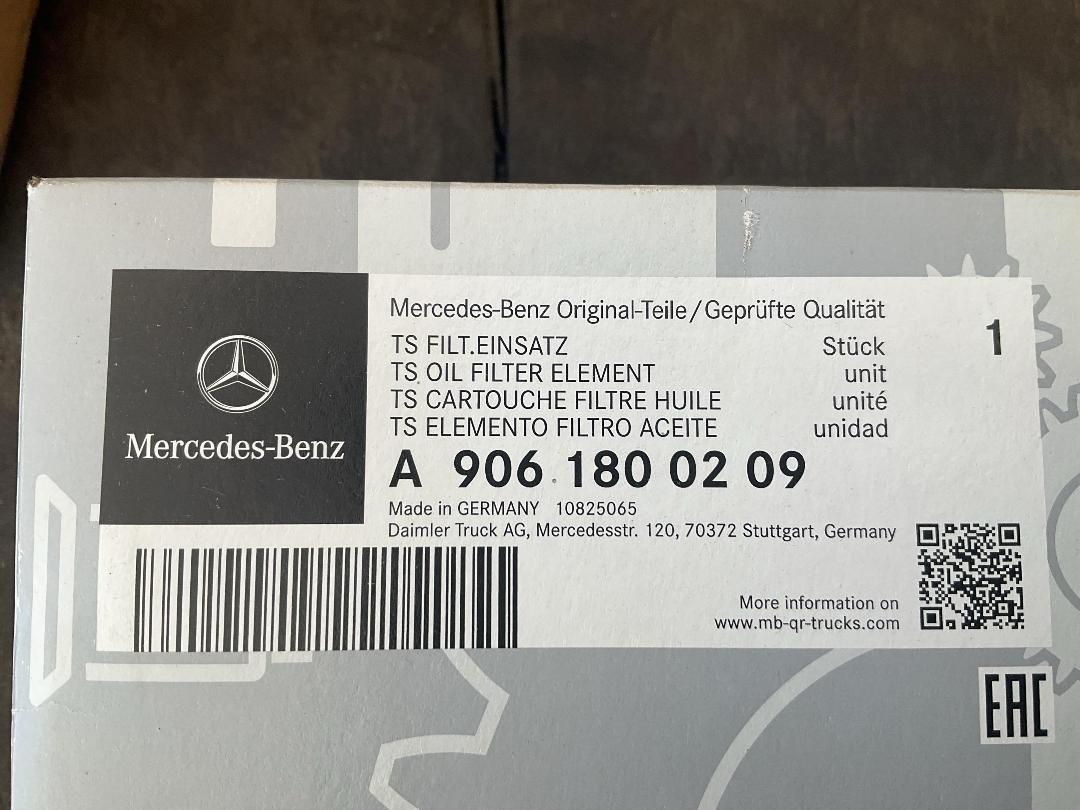 Mercedes-Benz
Mercedes-Benz Original-Teile/Geprüfte Qualität
TS FILT.EINSATZ Stück 1
TS OIL FILTER ELEMENT unit
TS CARTOUCHE FILTRE HUILE unité
TS ELEMENTO FILTRO ACEITE unidad
A 906 180 02 09
Made in GERMANY 10825065
Daimler Truck AG, Mercedesstr. 120, 70372 Stuttgart, Germany
More information on
www.mb-qr-trucks.com
EAC